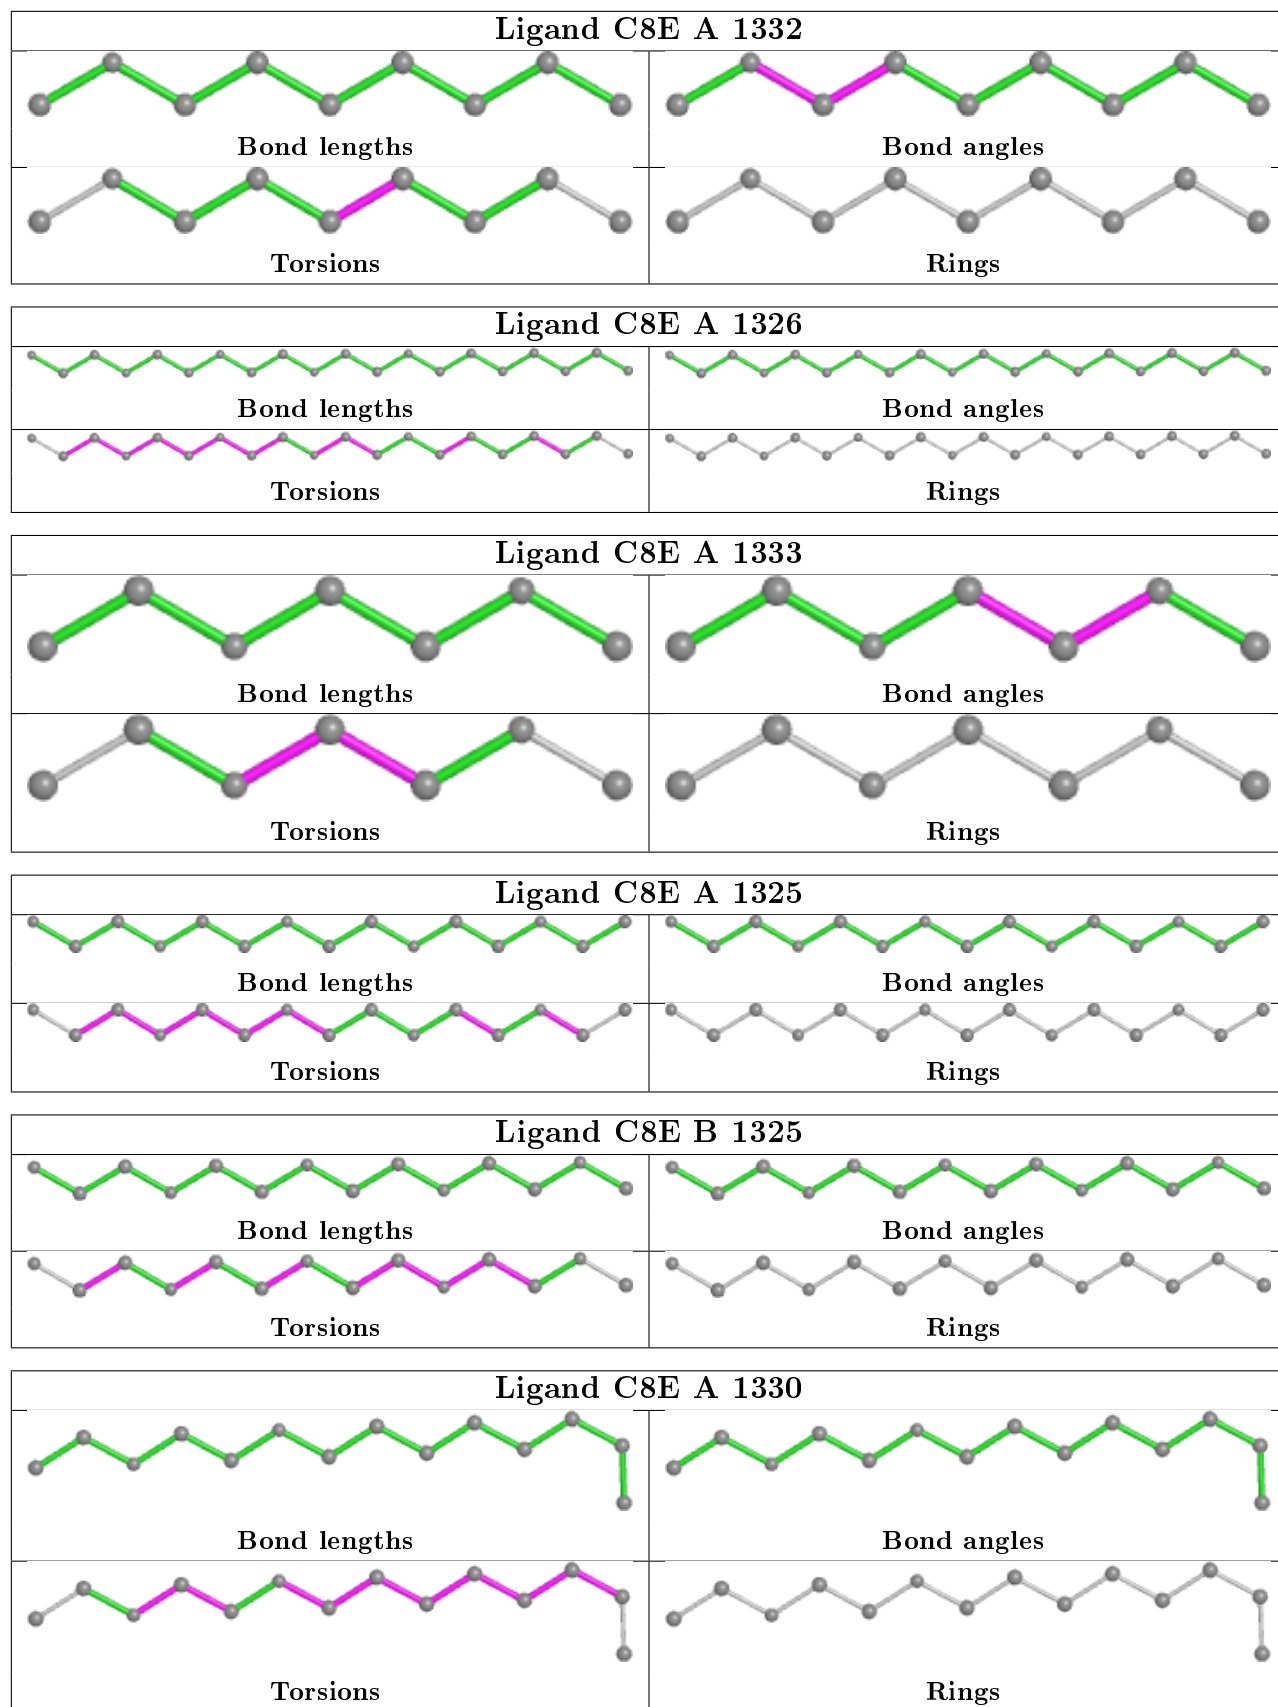 Ligand C8E A 1332
Bond lengths
Bond angles
Torsions
Rings
Ligand C8E A 1326
Bond lengths
Bond angles
Torsions
Rings
Ligand C8E A 1333
Bond lengths
Bond angles
Torsions
Rings
Ligand C8E A 1325
Bond lengths
Bond angles
Torsions
Rings
Ligand C8E B 1325
Bond lengths
Bond angles
Torsions
Rings
Ligand C8E A 1330
Bond lengths
Bond angles
Torsions
Rings